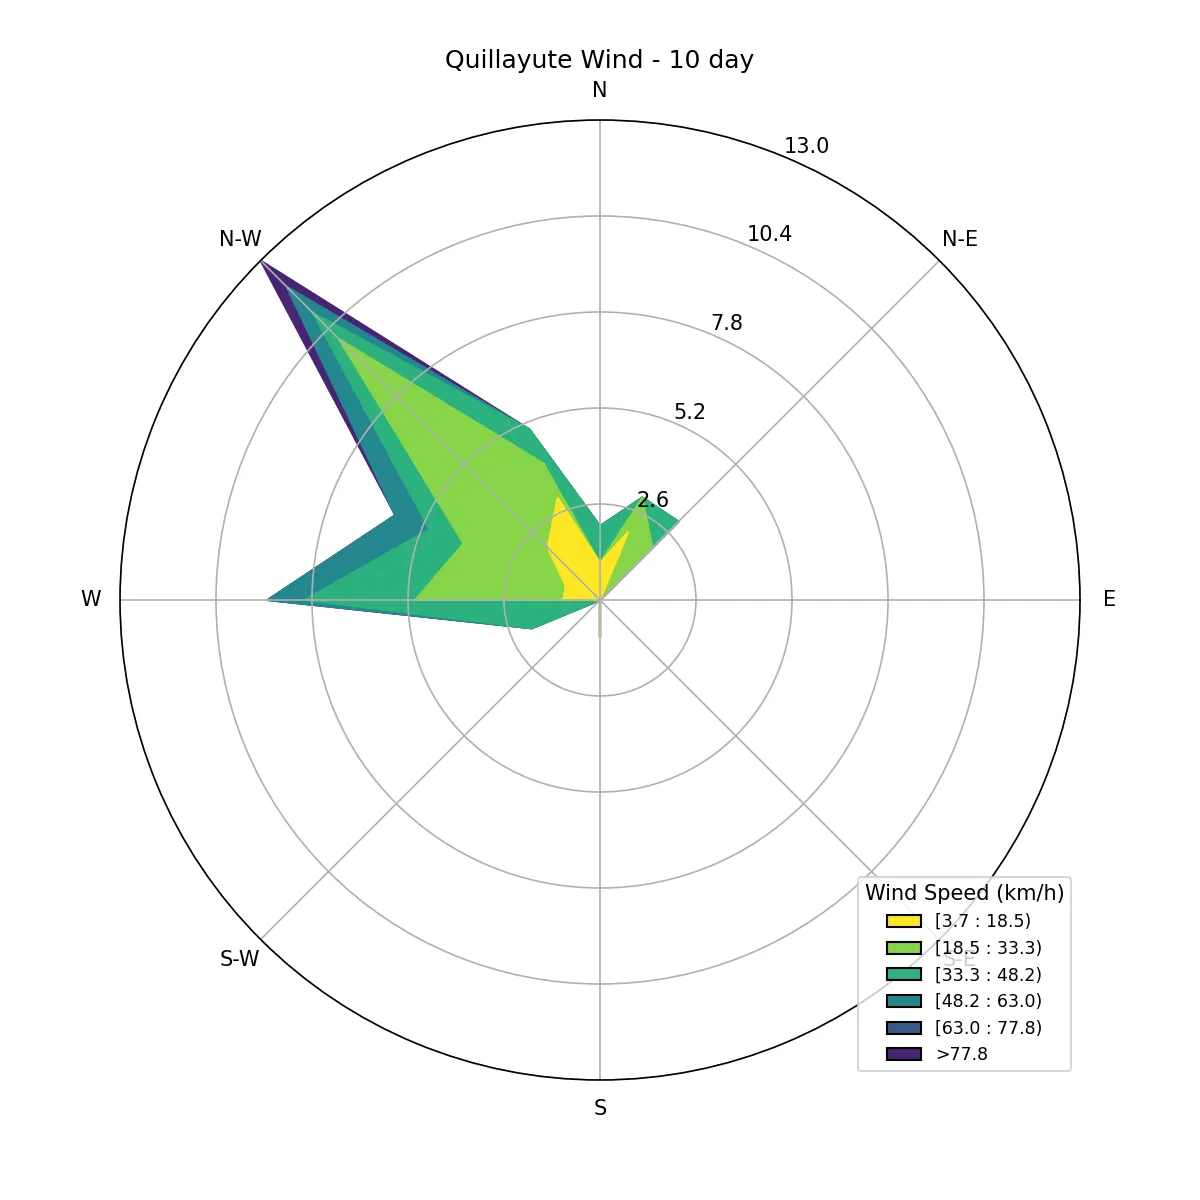 Quillayute Wind - 10 day
N
13.0
10.4
N-W
N-E
7.8
5.2
2.6
W
E
Wind Speed (km/h)
[3.7 : 18.5)
[18.5 : 33.3)
[33.3 : 48.2)
[48.2 : 63.0)
[63.0 : 77.8)
>77.8
S-W
S-E
S